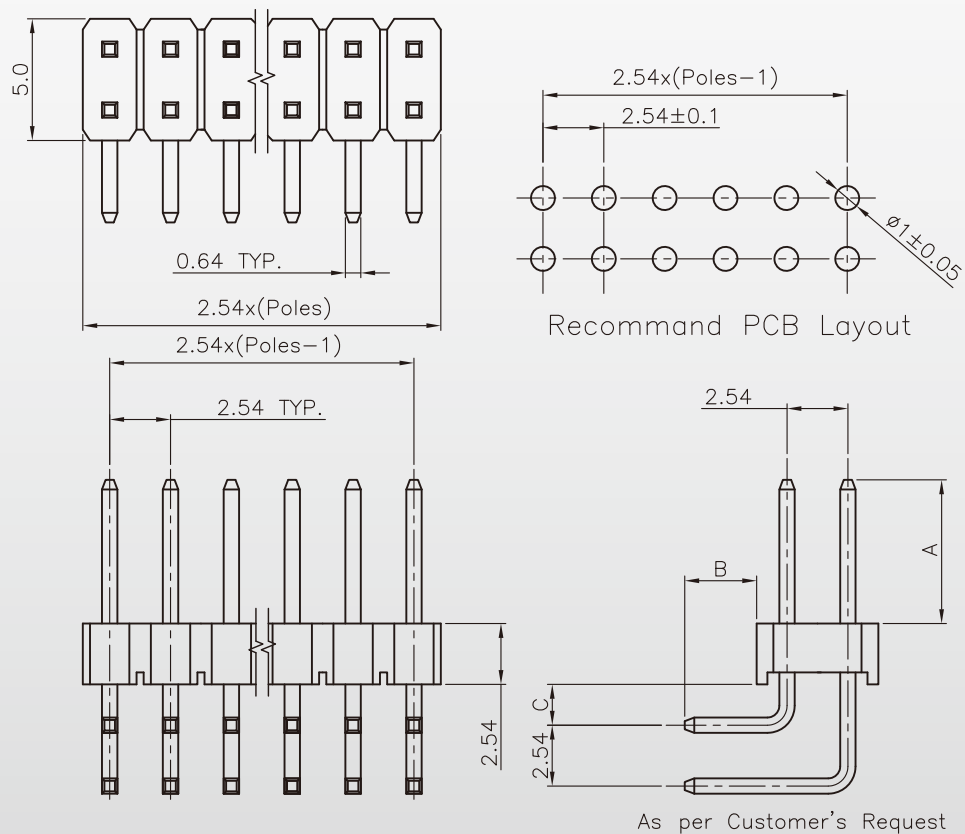 5.0
0.64 TYP.
2.54x(Poles)
2.54x(Poles-1)
2.54±0.1
ø1±0.05
Recommand PCB Layout
2.54x(Poles-1)
2.54 TYP.
2.54
2.54
A
B
C
2.54
As per Customer's Request